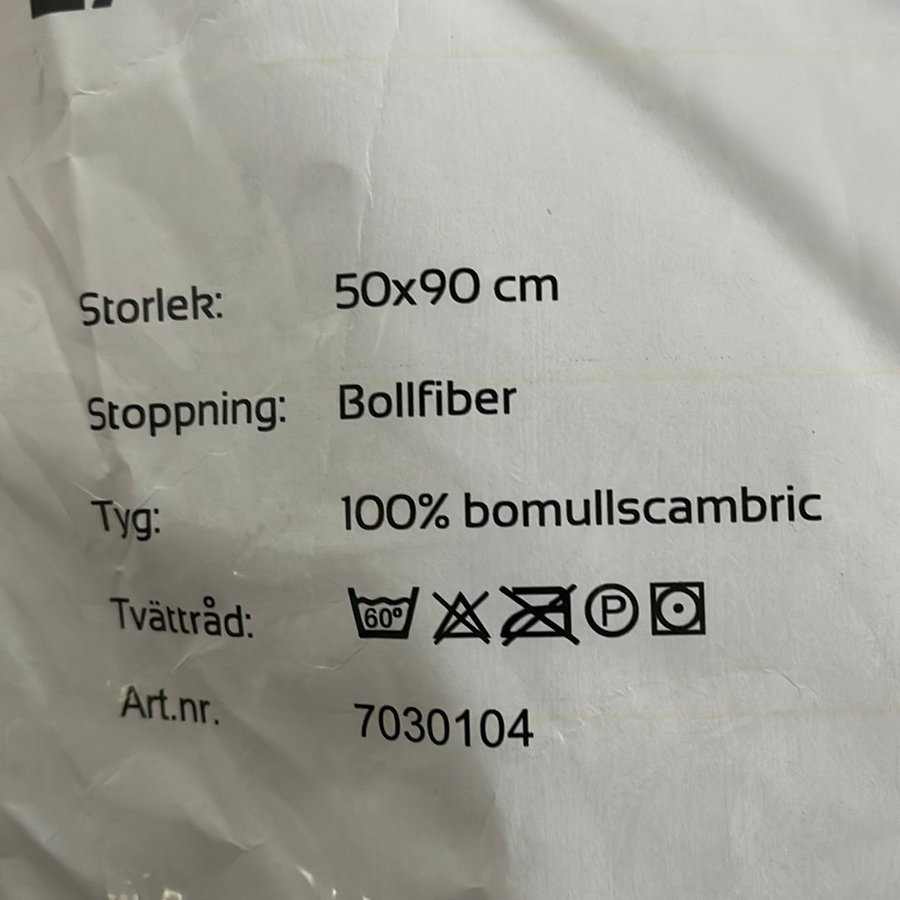 Storlek: 50x90 cm
Stoppning: Bollfiber
Tyg: 100% bomullscambric
Tvättråd: 60° P
Art.nr. 7030104